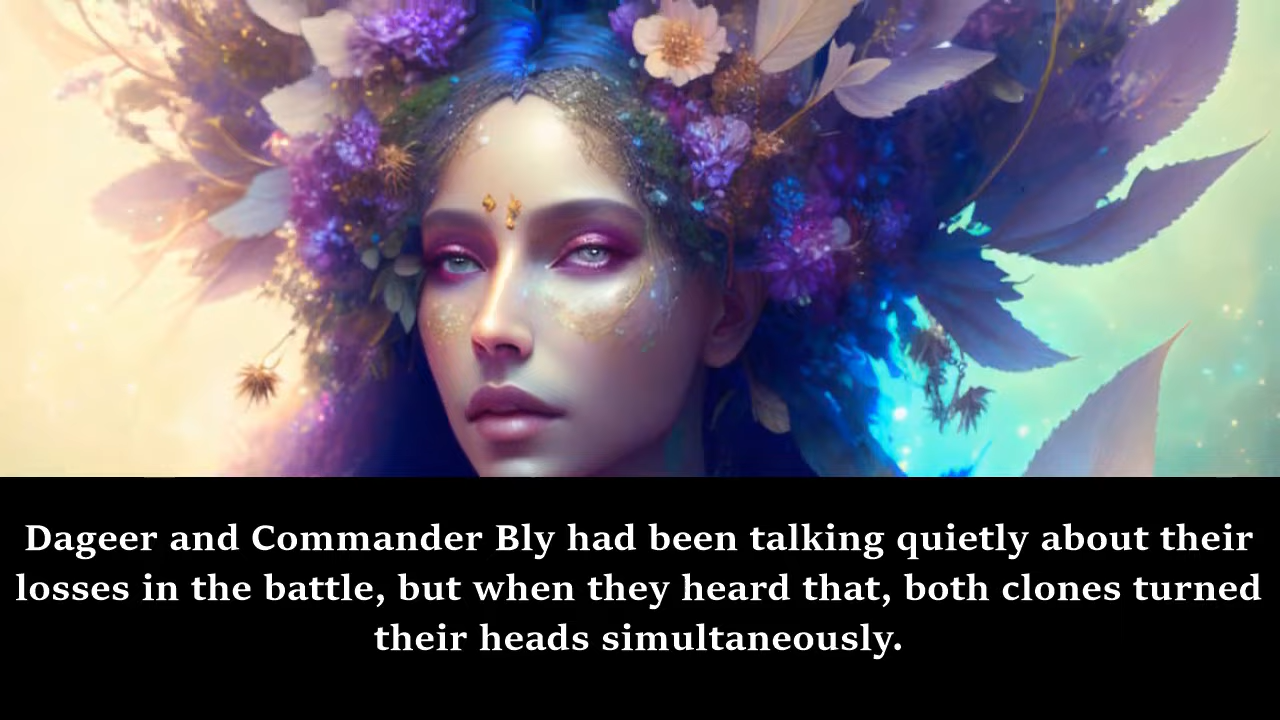 Dageer and Commander Bly had been talking quietly about their
losses in the battle, but when they heard that, both clones turned
their heads simultaneously.